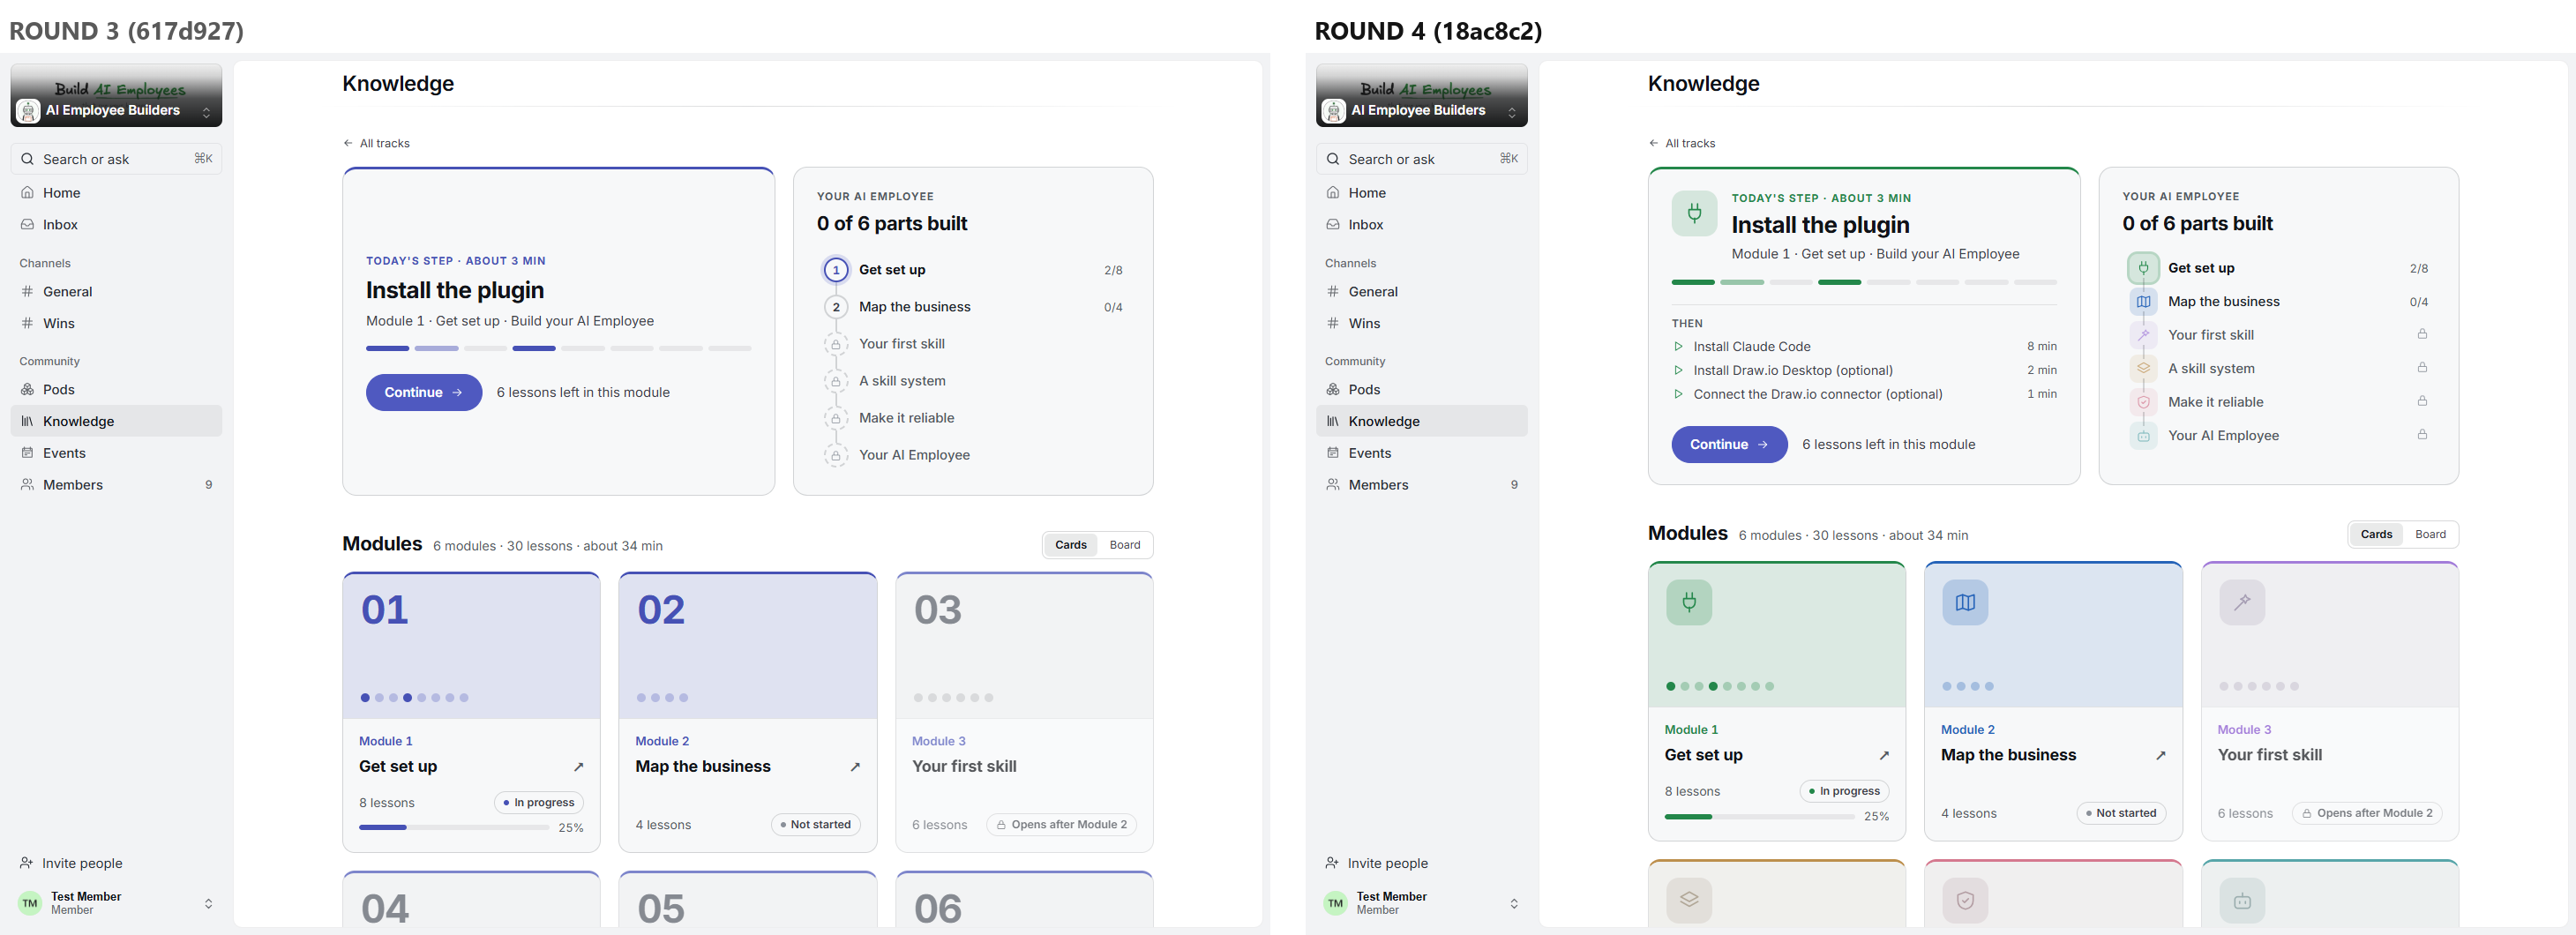 ROUND 3 (617d927)
Build AI Employees
AI Employee Builders
Search or ask ⌘K
Home
Inbox
Channels
# General
# Wins
Community
Pods
Knowledge
Events
Members 9
Invite people
TM Test Member
Member
Knowledge
← All tracks
TODAY'S STEP · ABOUT 3 MIN
Install the plugin
Module 1 · Get set up · Build your AI Employee
Continue → 6 lessons left in this module
YOUR AI EMPLOYEE
0 of 6 parts built
1 Get set up 2/8
2 Map the business 0/4
Your first skill
A skill system
Make it reliable
Your AI Employee
Modules 6 modules · 30 lessons · about 34 min
Cards Board
01
Module 1
Get set up ↗
8 lessons • In progress
25%
02
Module 2
Map the business ↗
4 lessons • Not started
03
Module 3
Your first skill
6 lessons Opens after Module 2
04
05
06
ROUND 4 (18ac8c2)
Build AI Employees
AI Employee Builders
Search or ask ⌘K
Home
Inbox
Channels
# General
# Wins
Community
Pods
Knowledge
Events
Members 9
Invite people
TM Test Member
Member
Knowledge
← All tracks
TODAY'S STEP · ABOUT 3 MIN
Install the plugin
Module 1 · Get set up · Build your AI Employee
THEN
Install Claude Code 8 min
Install Draw.io Desktop (optional) 2 min
Connect the Draw.io connector (optional) 1 min
Continue → 6 lessons left in this module
YOUR AI EMPLOYEE
0 of 6 parts built
Get set up 2/8
Map the business 0/4
Your first skill
A skill system
Make it reliable
Your AI Employee
Modules 6 modules · 30 lessons · about 34 min
Cards Board
Module 1
Get set up ↗
8 lessons • In progress
25%
Module 2
Map the business ↗
4 lessons • Not started
Module 3
Your first skill
6 lessons Opens after Module 2